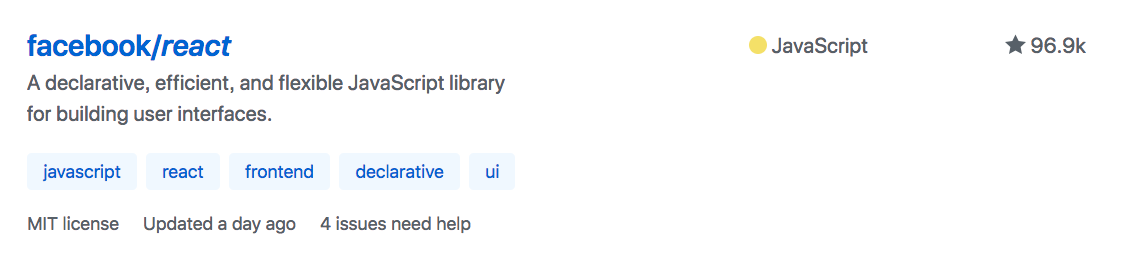 facebook/react JavaScript 96.9k
A declarative, efficient, and flexible JavaScript library
for building user interfaces.
javascript react frontend declarative ui
MIT license Updated a day ago 4 issues need help